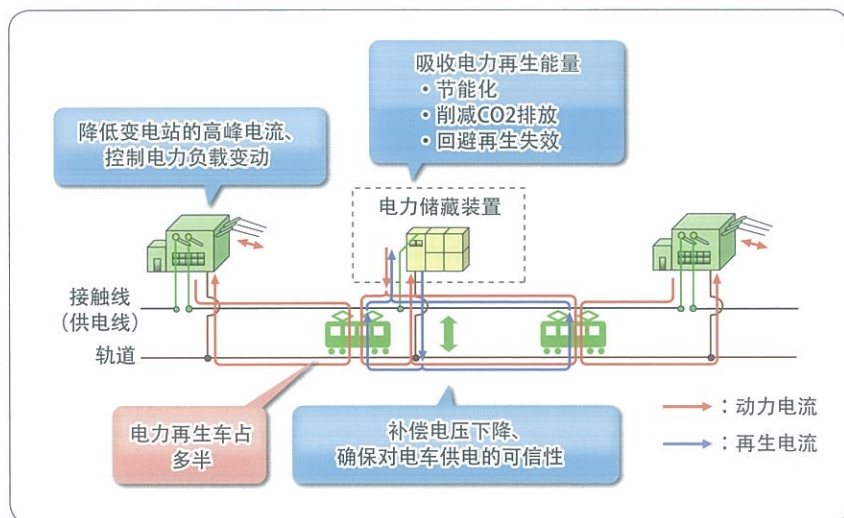 吸收电力再生能量
・节能化
・削减CO2排放
・回避再生失效
降低变电站的高峰电流、
控制电力负载变动
电力储藏装置
接触线
（供电线）
轨道
电力再生车占
多半
补偿电压下降、
确保对电车供电的可信性
：动力电流
：再生电流